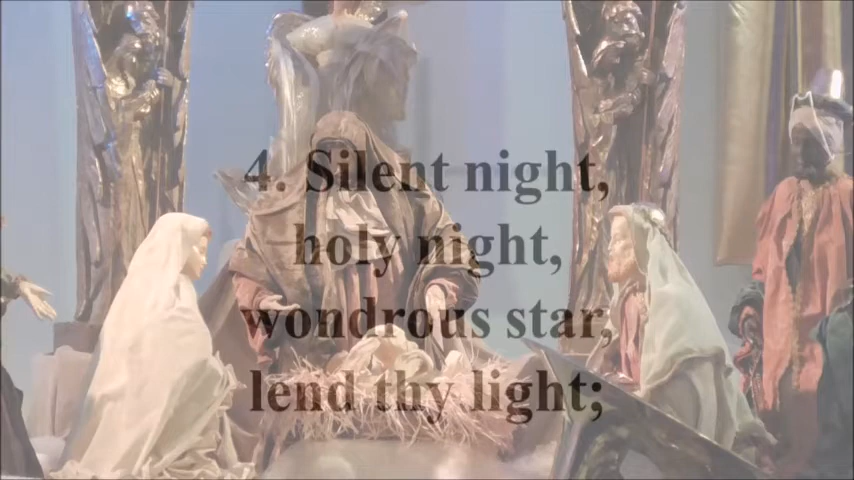 4. Silent night,
holy night,
wondrous star,
lend thy light;